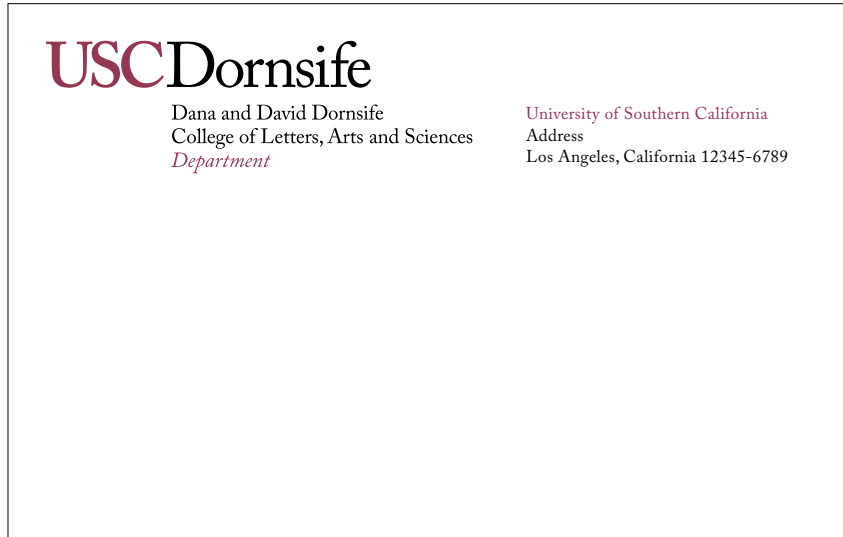 USCDornsife
Dana and David Dornsife
College of Letters, Arts and Sciences
Department
University of Southern California
Address
Los Angeles, California 12345-6789